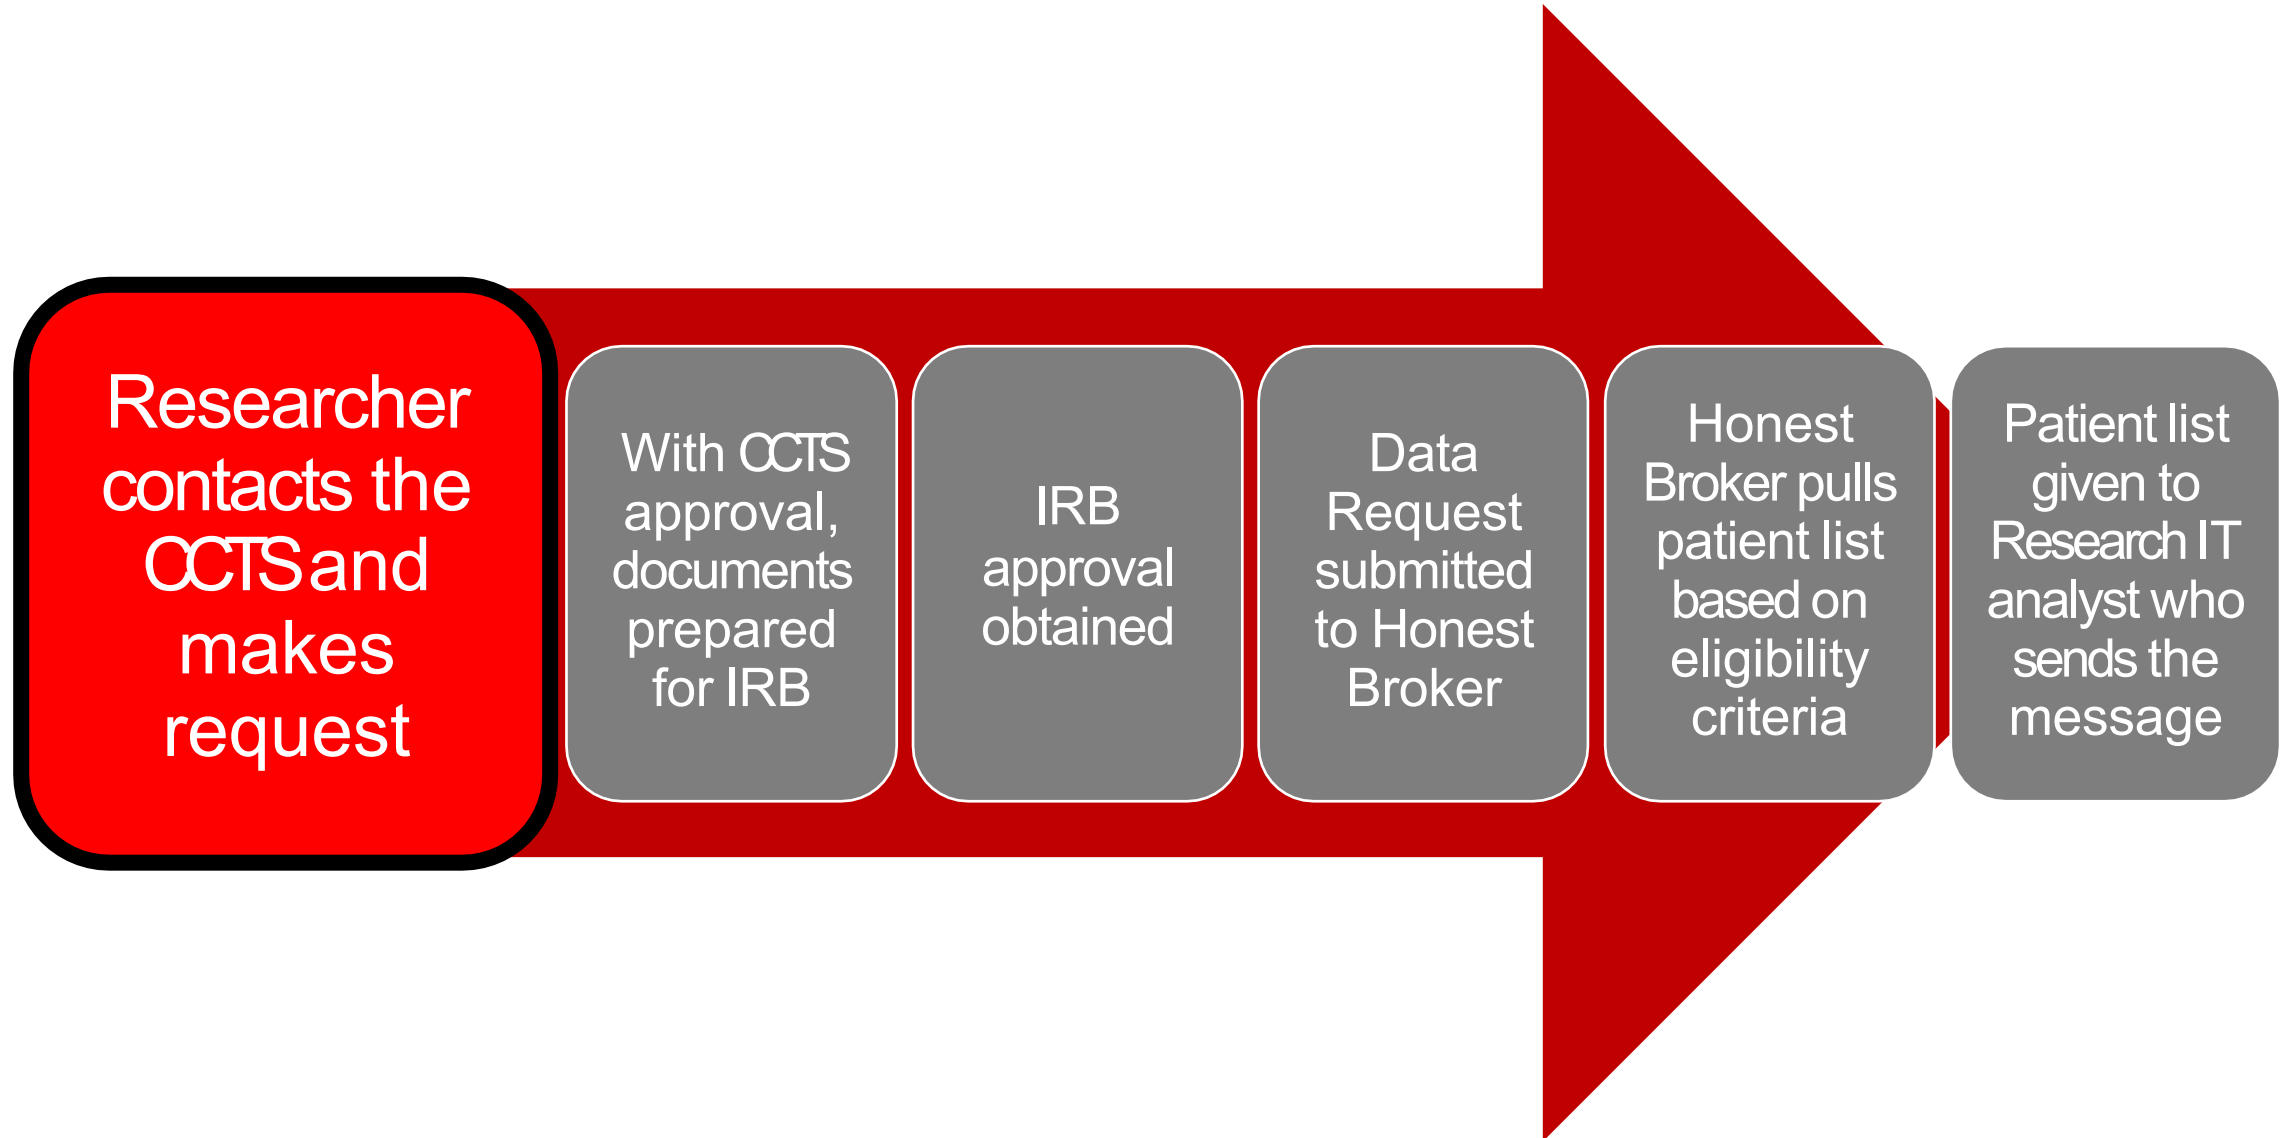 Researcher
contacts the
CCTS and
makes
request
With CCTS
approval,
documents
prepared
for IRB
IRB
approval
obtained
Data
Request
submitted
to Honest
Broker
Honest
Broker pulls
patient list
based on
eligibility
criteria
Patient list
given to
Research IT
analyst who
sends the
message